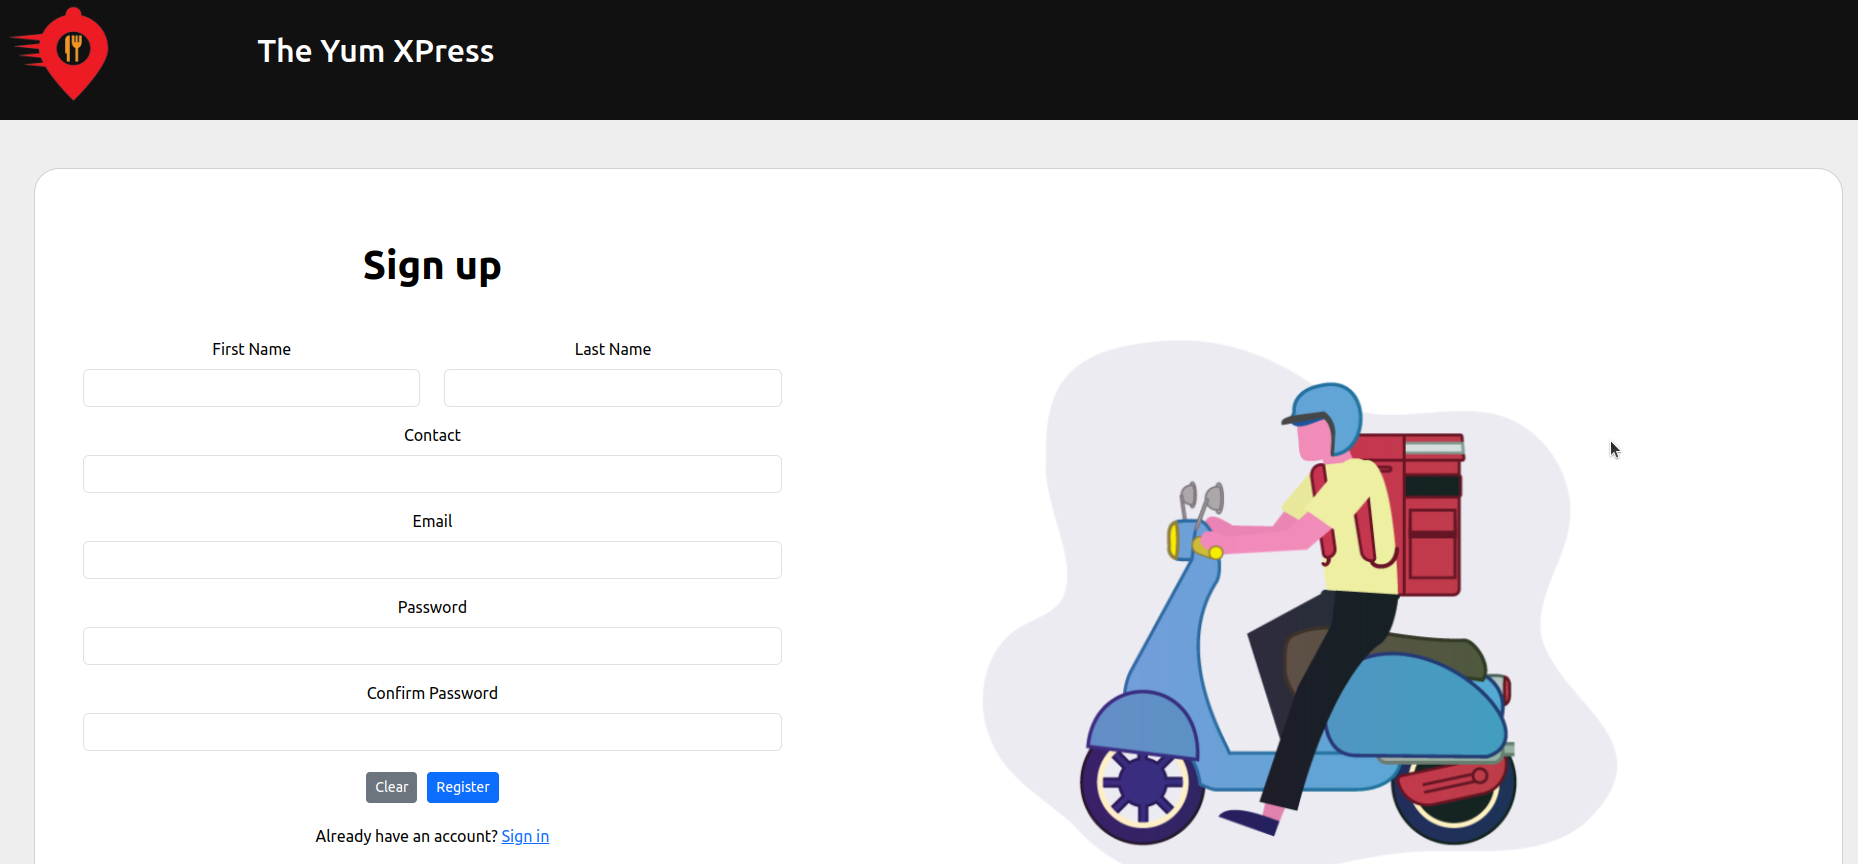 The Yum XPress
Sign up
First Name
Last Name
Contact
Email
Password
Confirm Password
Clear
Register
Already have an account? Sign in